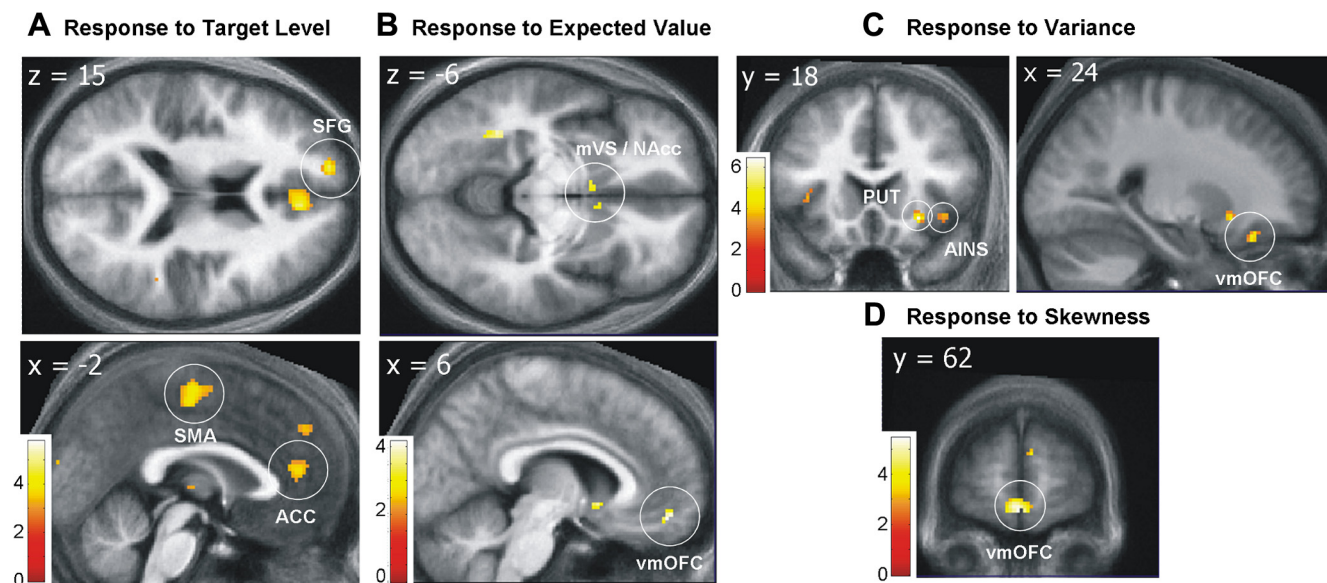 A Response to Target Level
z = 15
SFG
x = -2
SMA
ACC
4
2
0
B Response to Expected Value
z = -6
mVS / NAcc
x = 6
vmOFC
4
2
0
C Response to Variance
y = 18
PUT
AINS
6
4
2
0
x = 24
vmOFC
D Response to Skewness
y = 62
vmOFC
4
2
0